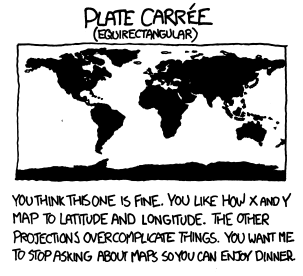 PLATE CARRÉE
(EQUIRECTANGULAR)
YOU THINK THIS ONE IS FINE. YOU LIKE HOW X AND Y
MAP TO LATITUDE AND LONGITUDE. THE OTHER
PROJECTIONS OVERCOMPLICATE THINGS. YOU WANT ME
TO STOP ASKING ABOUT MAPS SO YOU CAN ENJOY DINNER.